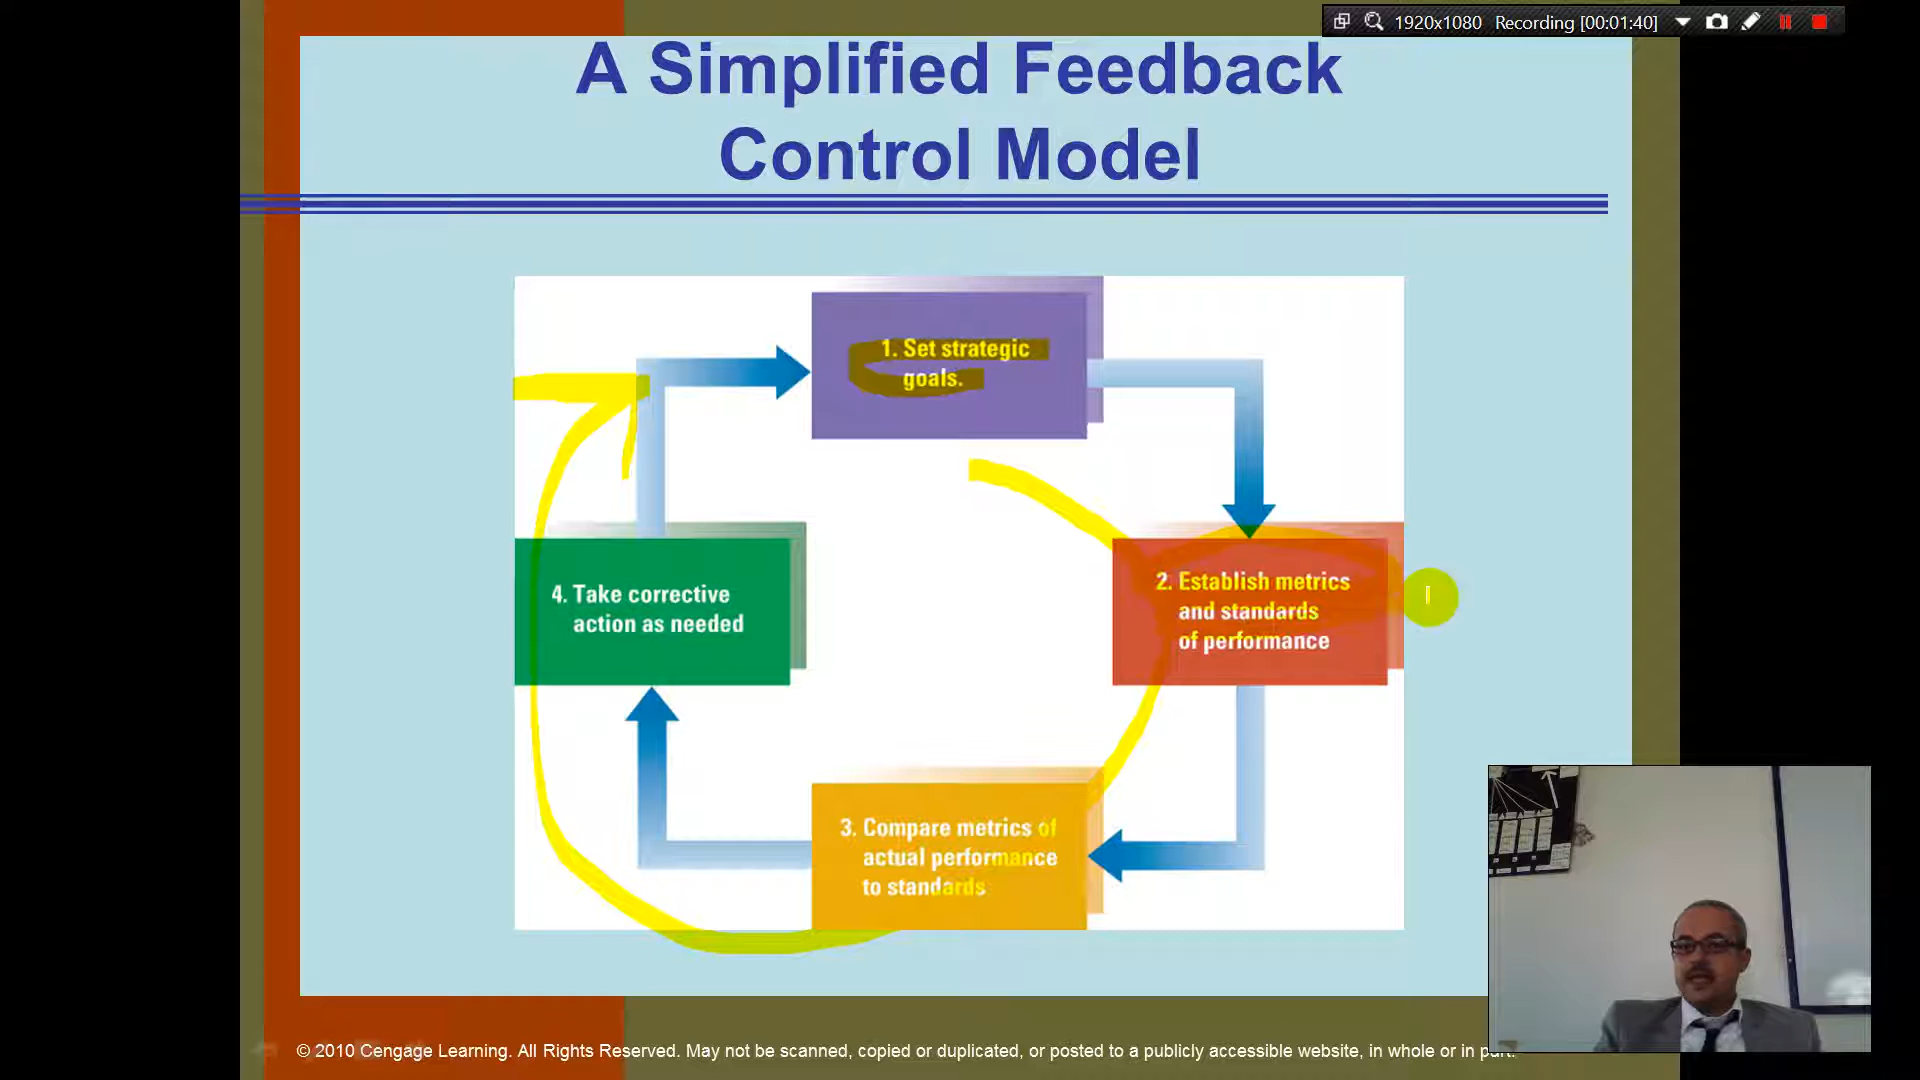 1920x1080 Recording [00:01:40]
A Simplified Feedback
Control Model
1. Set strategic
goals.
2. Establish metrics
and standards
of performance
3. Compare metrics of
actual performance
to standards
4. Take corrective
action as needed
© 2010 Cengage Learning. All Rights Reserved. May not be scanned, copied or duplicated, or posted to a publicly accessible website, in whole or in part.